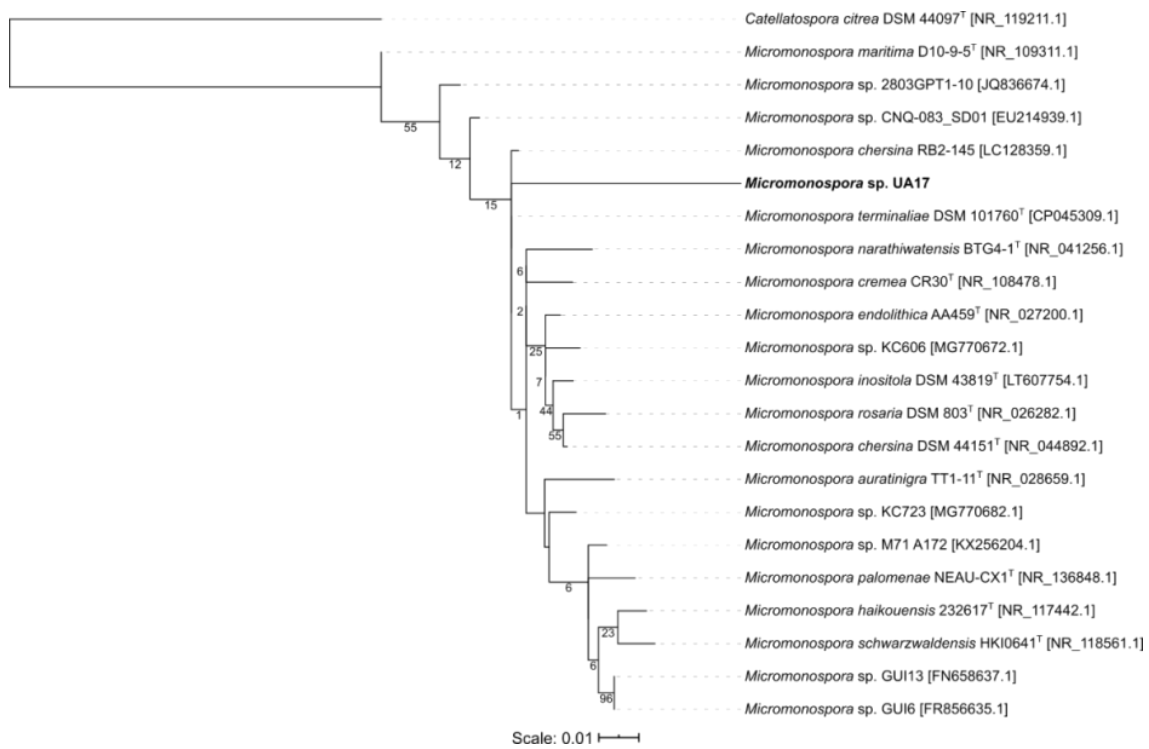 Catellatospora citrea DSM 44097ᵀ [NR_119211.1]
Micromonospora maritima D10-9-5ᵀ [NR_109311.1]
Micromonospora sp. 2803GPT1-10 [JQ836674.1]
55
Micromonospora sp. CNQ-083_SD01 [EU214939.1]
12
Micromonospora chersina RB2-145 [LC128359.1]
Micromonospora sp. UA17
15
Micromonospora terminaliae DSM 101760ᵀ [CP045309.1]
Micromonospora narathiwatensis BTG4-1ᵀ [NR_041256.1]
6
Micromonospora cremea CR30ᵀ [NR_108478.1]
2
Micromonospora endolithica AA459ᵀ [NR_027200.1]
25
Micromonospora sp. KC606 [MG770672.1]
7
Micromonospora inositola DSM 43819ᵀ [LT607754.1]
44
1
Micromonospora rosaria DSM 803ᵀ [NR_026282.1]
55
Micromonospora chersina DSM 44151ᵀ [NR_044892.1]
Micromonospora auratinigra TT1-11ᵀ [NR_028659.1]
Micromonospora sp. KC723 [MG770682.1]
Micromonospora sp. M71 A172 [KX256204.1]
6
Micromonospora palomenae NEAU-CX1ᵀ [NR_136848.1]
Micromonospora haikouensis 232617ᵀ [NR_117442.1]
23
Micromonospora schwarzwaldensis HKI0641ᵀ [NR_118561.1]
6
Micromonospora sp. GUI13 [FN658637.1]
96
Micromonospora sp. GUI6 [FR856635.1]
Scale: 0.01